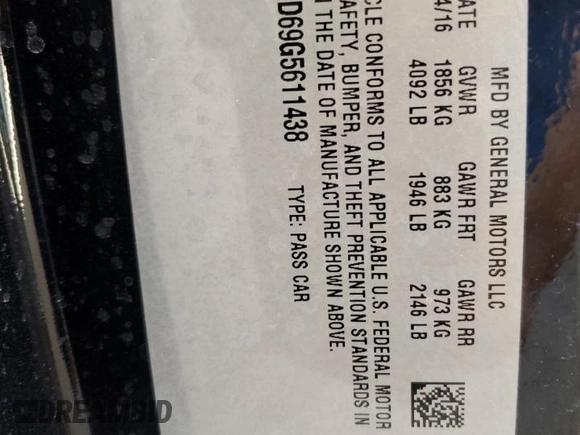 MFD BY GENERAL MOTORS LLC
DATE GVWR GAWR FRT GAWR RR
4/16 1856 KG 883 KG 973 KG
4092 LB 1946 LB 2146 LB
CLE CONFORMS TO ALL APPLICABLE U.S. FEDERAL MOTOR
SAFETY, BUMPER, AND THEFT PREVENTION STANDARDS IN
N THE DATE OF MANUFACTURE SHOWN ABOVE.
D69G5611438 TYPE: PASS CAR
DREAMBID